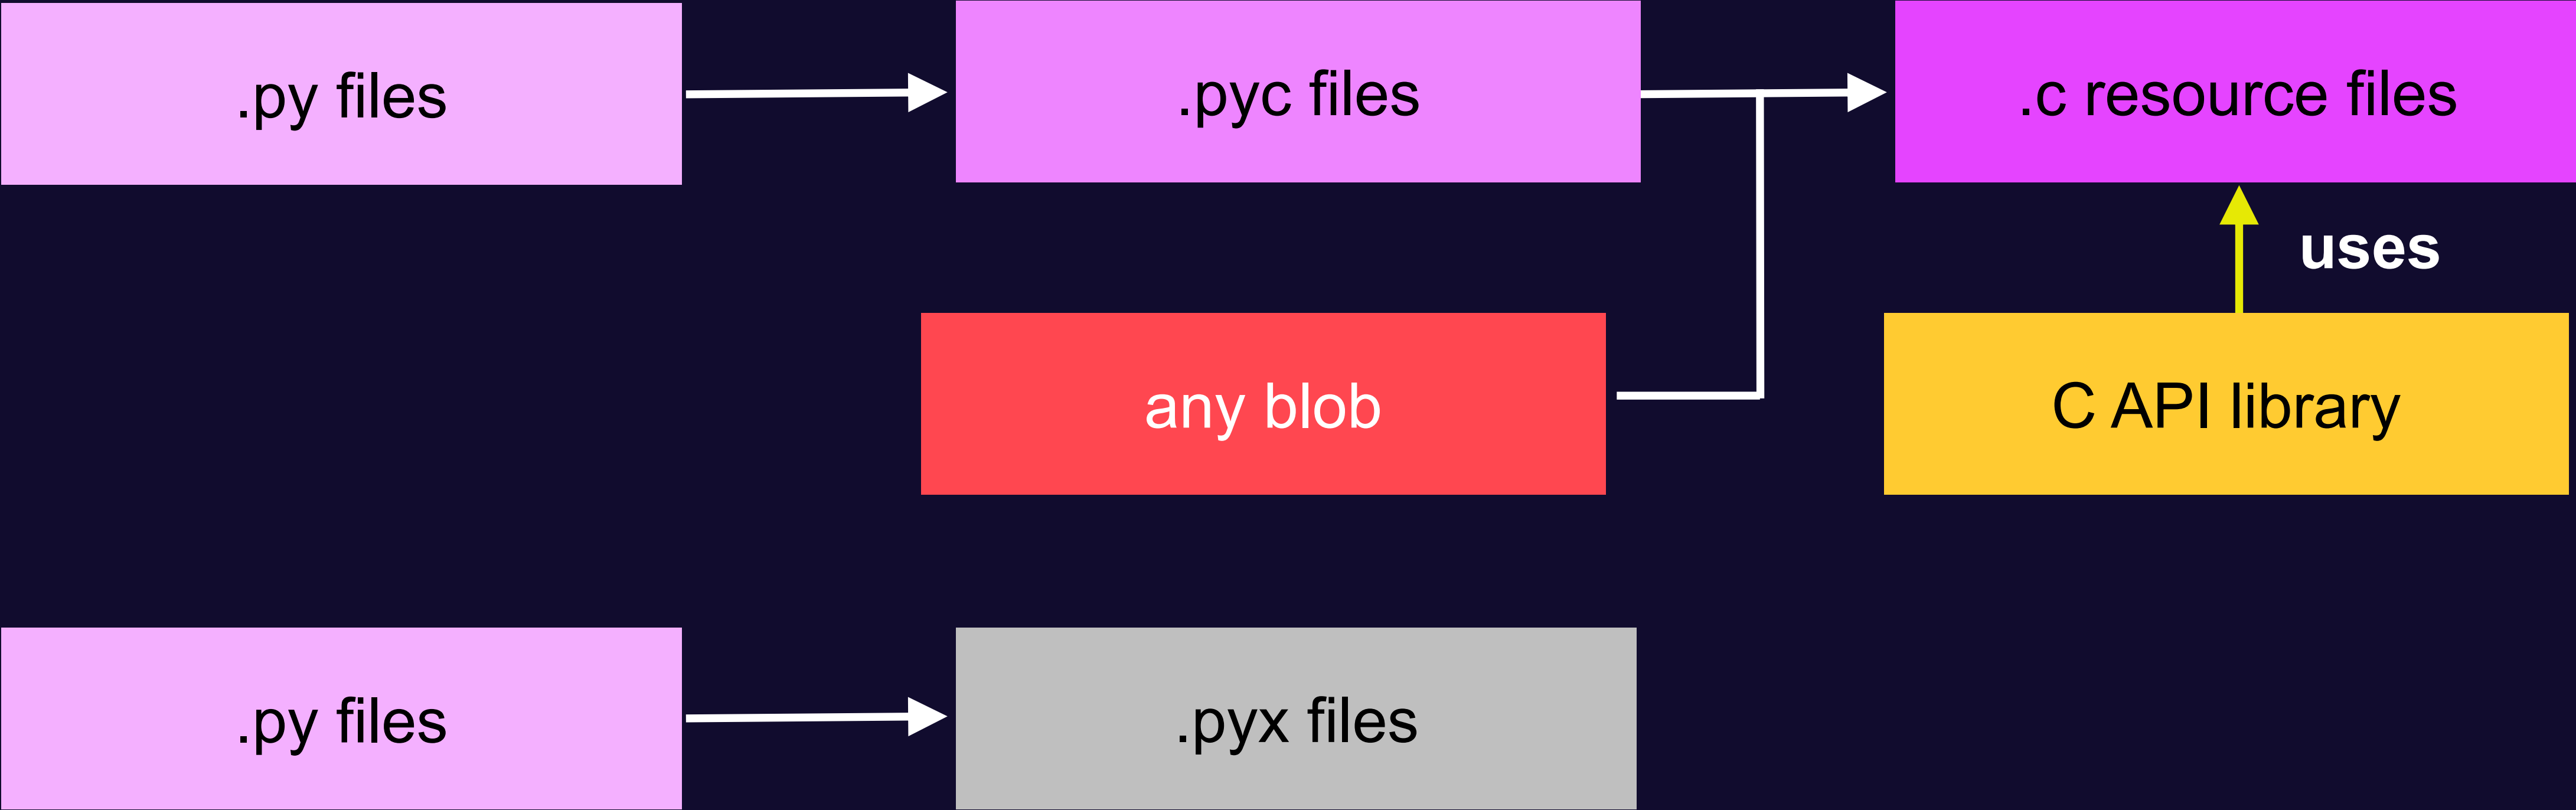 .py files
.pyc files
.c resource files
uses
any blob
C API library
.py files
.pyx files